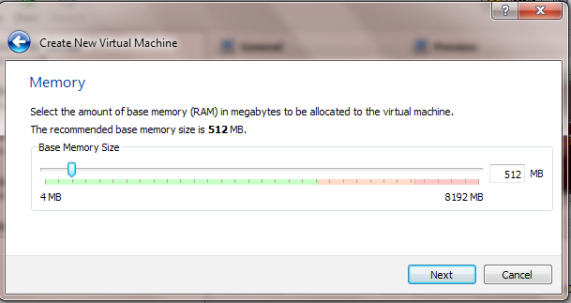 Create New Virtual Machine
General
Preview
Memory
Select the amount of base memory (RAM) in megabytes to be allocated to the virtual machine.
The recommended base memory size is 512 MB.
Base Memory Size
512 MB
4 MB 8192 MB
Next Cancel